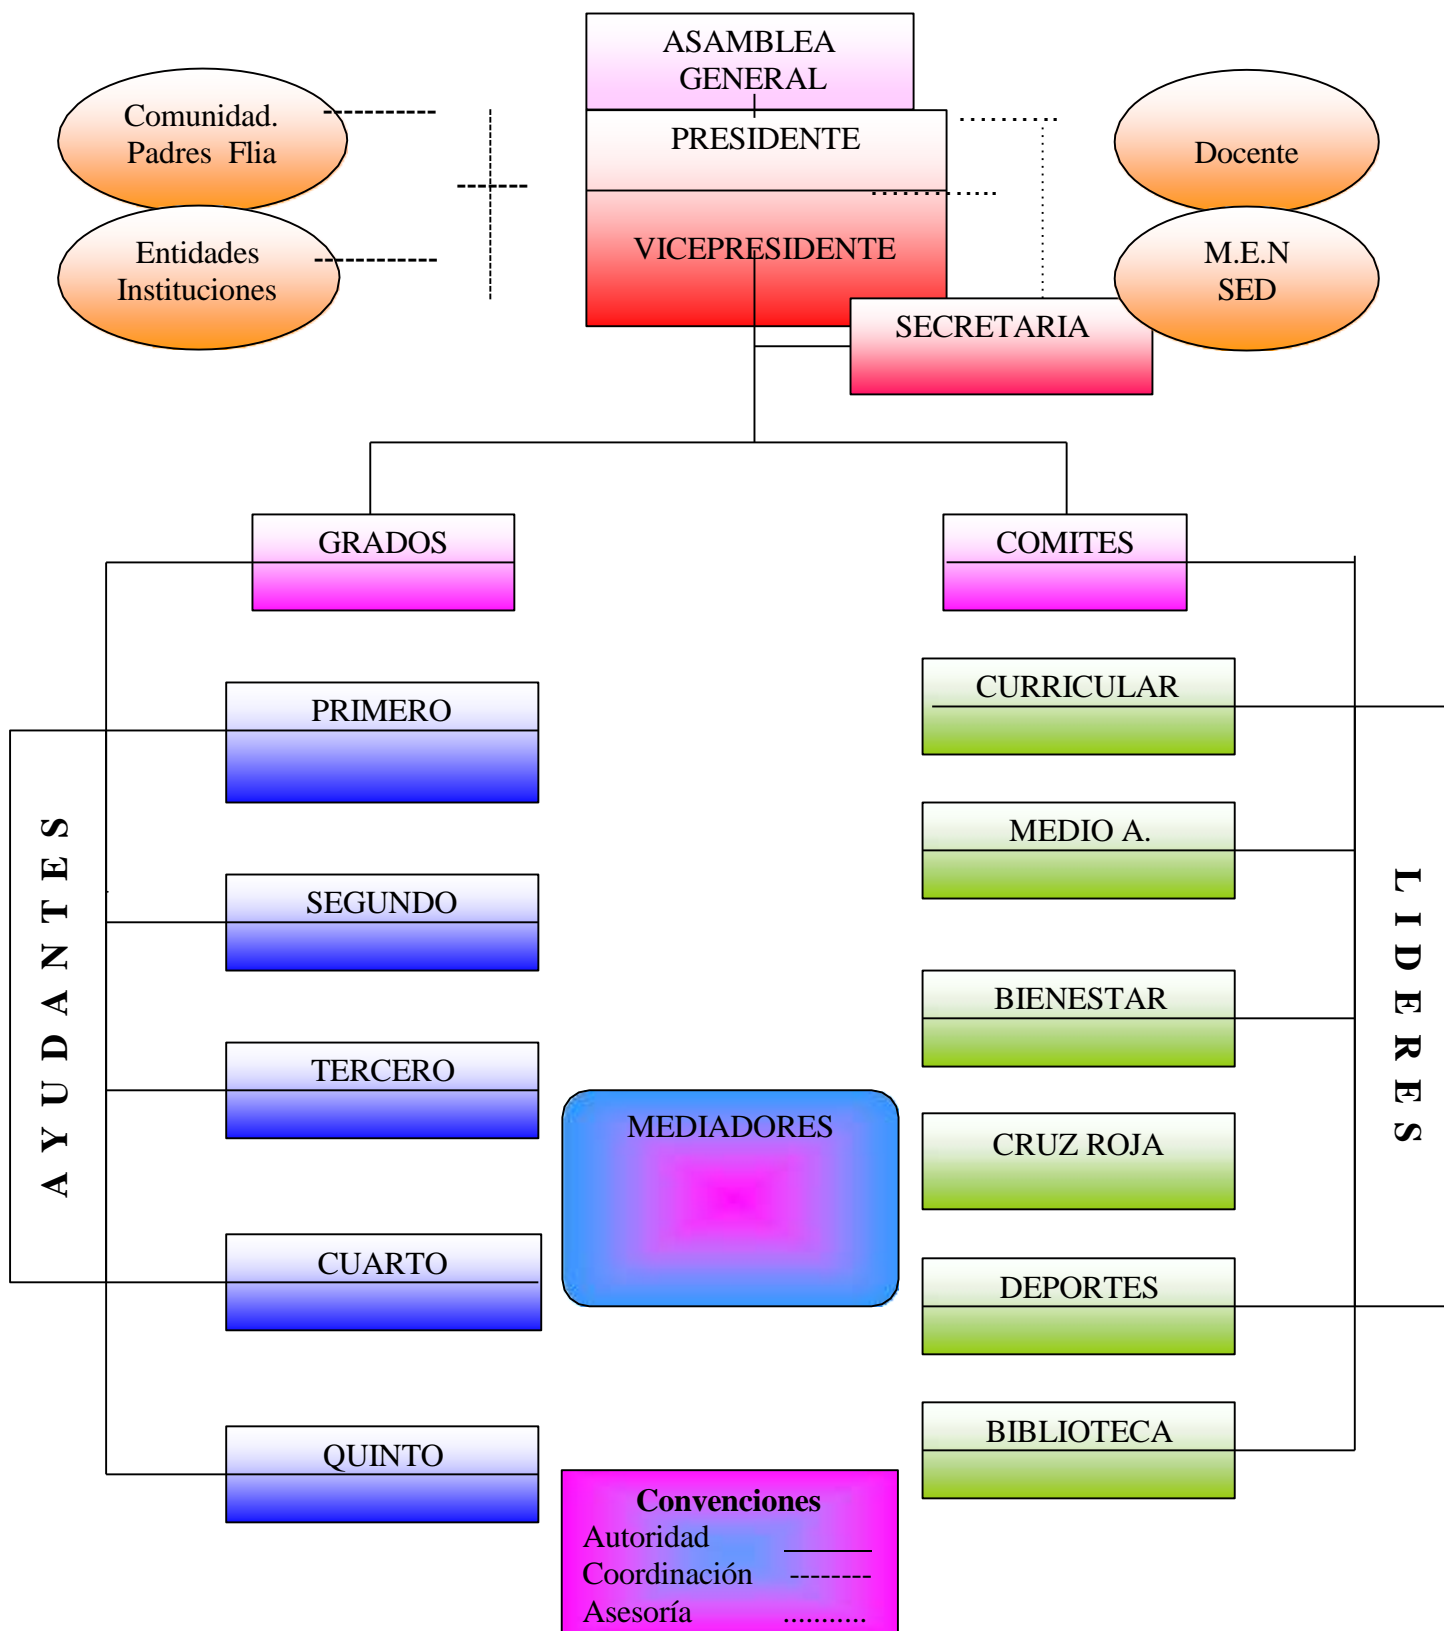 ASAMBLEA
GENERAL
Comunidad.
Padres Flia
PRESIDENTE
Docente
Entidades
Instituciones
VICEPRESIDENTE
M.E.N
SED
SECRETARIA
GRADOS
COMITES
PRIMERO
CURRICULAR
MEDIO A.
SEGUNDO
AYUDANTES
LIDERES
BIENESTAR
TERCERO
MEDIADORES
CRUZ ROJA
CUARTO
DEPORTES
QUINTO
BIBLIOTECA
Convenciones
Autoridad ______
Coordinación --------
Asesoría ...........